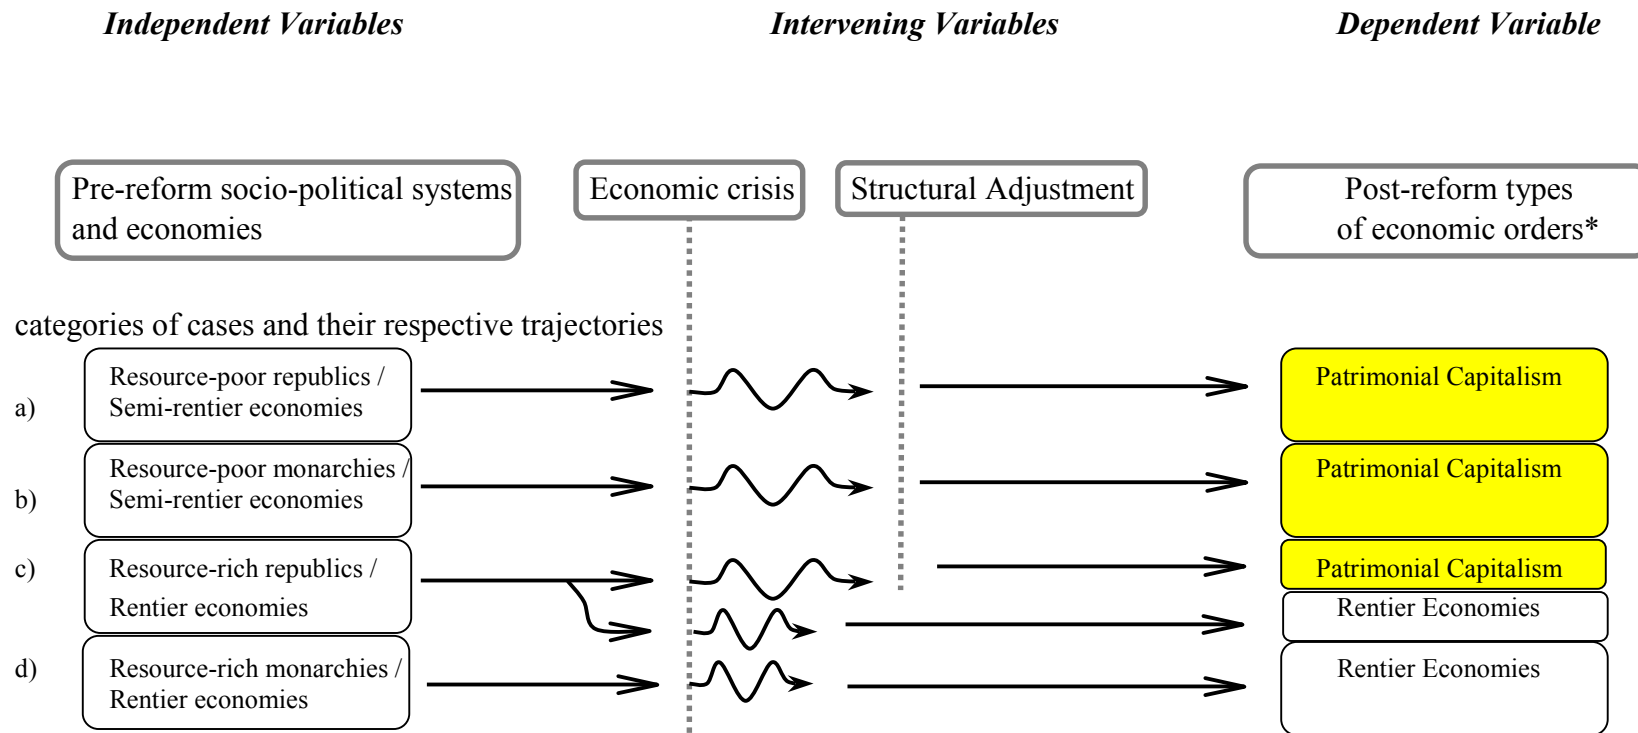 Independent Variables
Intervening Variables
Dependent Variable
Pre-reform socio-political systems
and economies
Economic crisis
Structural Adjustment
Post-reform types
of economic orders*
categories of cases and their respective trajectories
a)
Resource-poor republics /
Semi-rentier economies
Patrimonial Capitalism
b)
Resource-poor monarchies /
Semi-rentier economies
Patrimonial Capitalism
c)
Resource-rich republics /
Rentier economies
Patrimonial Capitalism
Rentier Economies
d)
Resource-rich monarchies /
Rentier economies
Rentier Economies